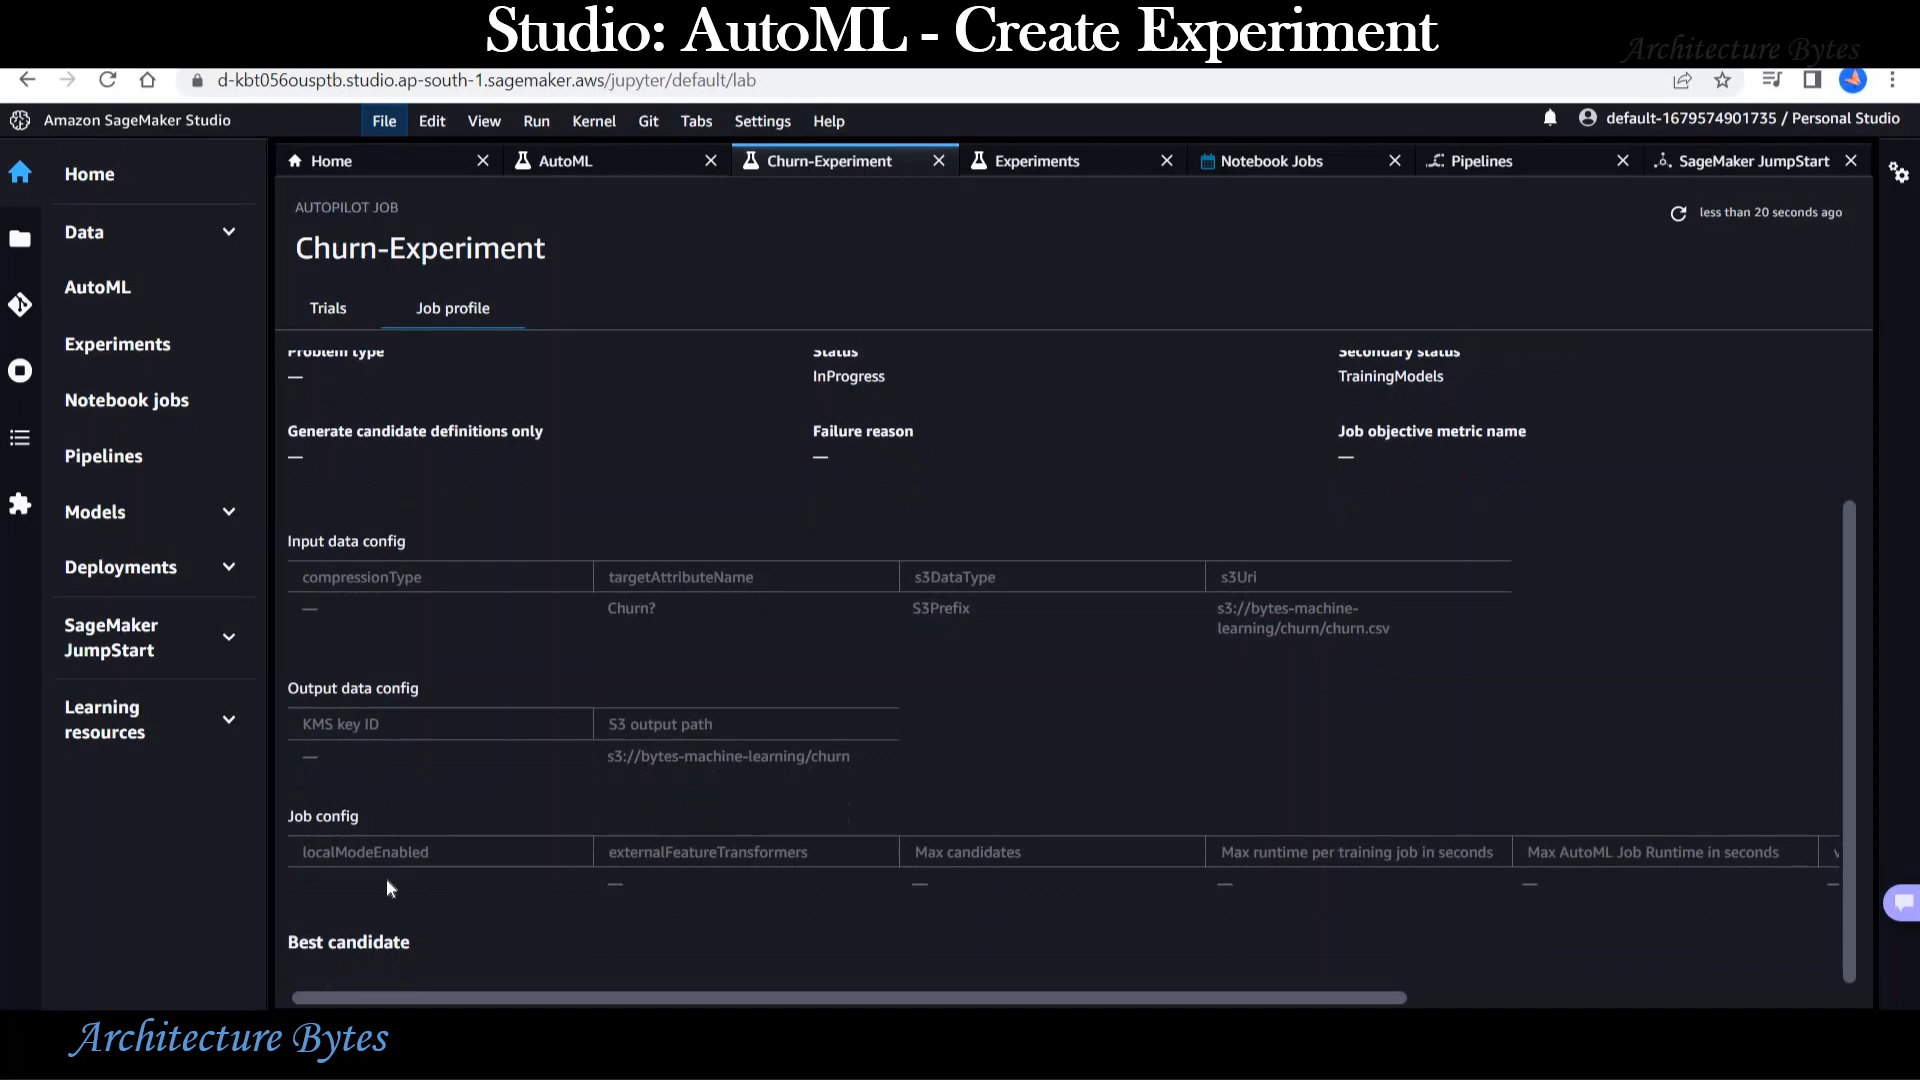 Studio: AutoML - Create Experiment
Architecture Bytes
d-kbt056ousptb.studio.ap-south-1.sagemaker.aws/jupyter/default/lab
Amazon SageMaker Studio
File Edit View Run Kernel Git Tabs Settings Help
default-1679574901735 / Personal Studio
Home
Data
AutoML
Experiments
Notebook jobs
Pipelines
Models
Deployments
SageMaker
JumpStart
Learning
resources
Home AutoML Churn-Experiment Experiments Notebook Jobs Pipelines SageMaker JumpStart
AUTOPILOT JOB
less than 20 seconds ago
Churn-Experiment
Trials Job profile
Problem type Status Secondary status
— InProgress TrainingModels
Generate candidate definitions only Failure reason Job objective metric name
— — —
Input data config
compressionType targetAttributeName s3DataType s3Uri
— Churn? S3Prefix s3://bytes-machine-
learning/churn/churn.csv
Output data config
KMS key ID S3 output path
— s3://bytes-machine-learning/churn
Job config
localModeEnabled externalFeatureTransformers Max candidates Max runtime per training job in seconds Max AutoML Job Runtime in seconds
— — — — —
Best candidate
Architecture Bytes